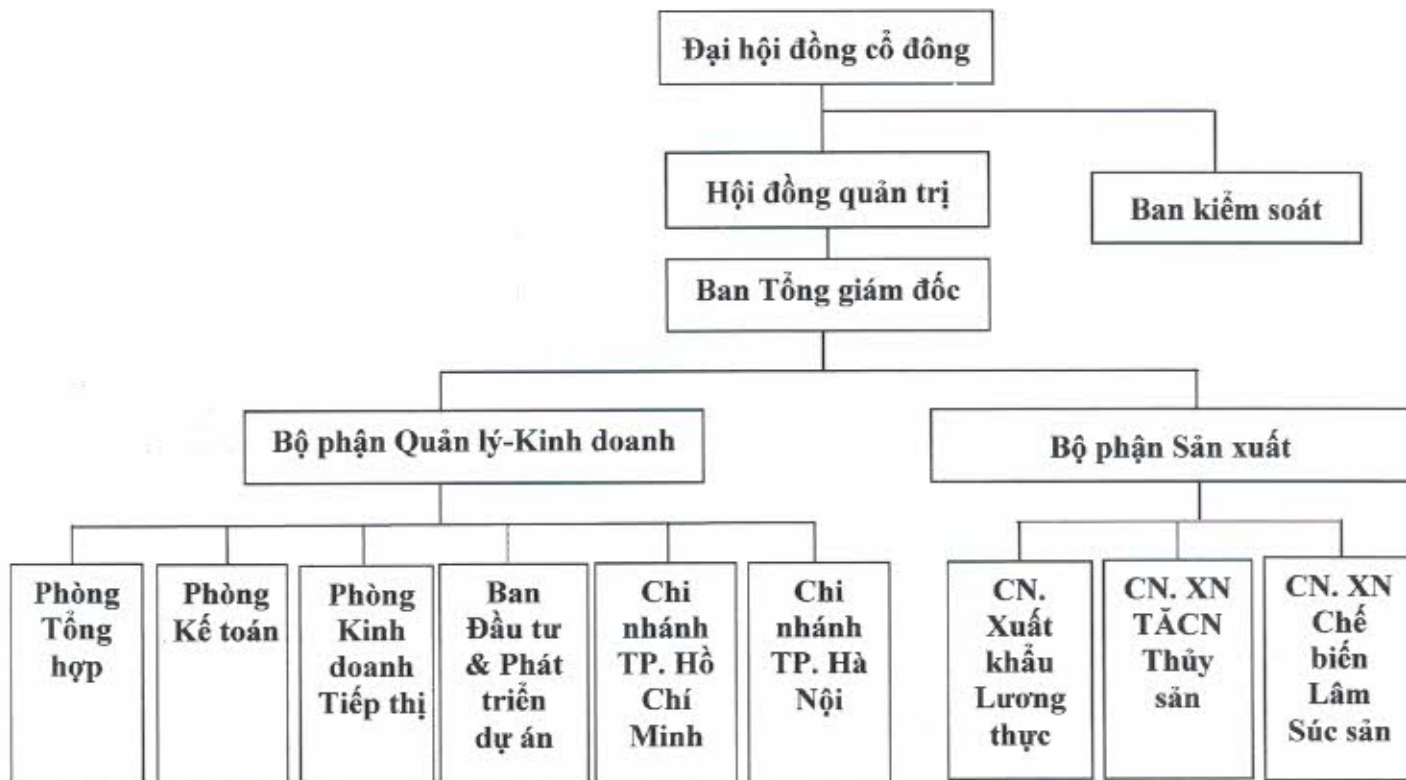 Đại hội đồng cổ đông
Hội đồng quản trị
Ban kiểm soát
Ban Tổng giám đốc
Bộ phận Quản lý-Kinh doanh
Bộ phận Sản xuất
Phòng
Tổng
hợp
Phòng
Kế toán
Phòng
Kinh
doanh
Tiếp thị
Ban
Đầu tư
& Phát
triển
dự án
Chi
nhánh
TP. Hồ
Chí
Minh
Chi
nhánh
TP. Hà
Nội
CN.
Xuất
khẩu
Lương
thực
CN. XN
TĂCN
Thủy
sản
CN. XN
Chế
biến
Lâm
Súc sản